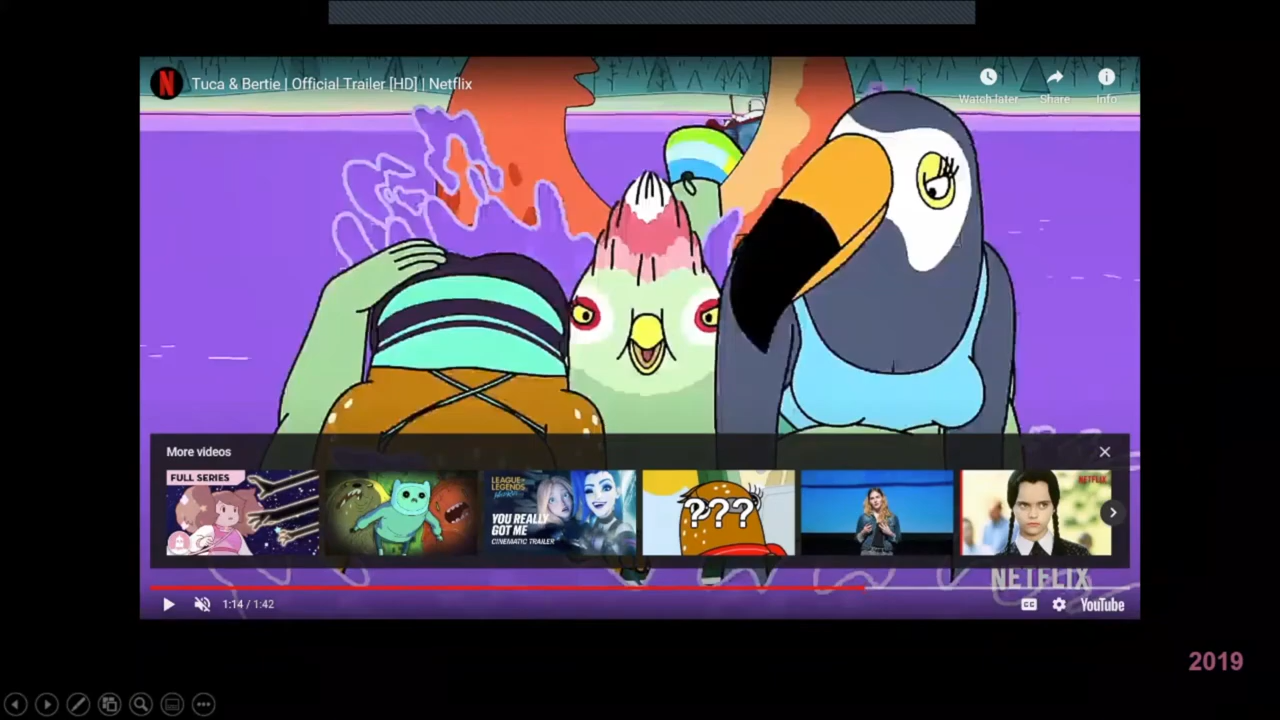 Tuca & Bertie | Official Trailer [HD] | Netflix
Watch later
Share
Info
More videos
FULL SERIES
LEAGUE OF
LEGENDS
YOU REALLY
GOT ME
CINEMATIC TRAILER
???
NETFLIX
NETFLIX
1:14 / 1:42
CC
YouTube
2019